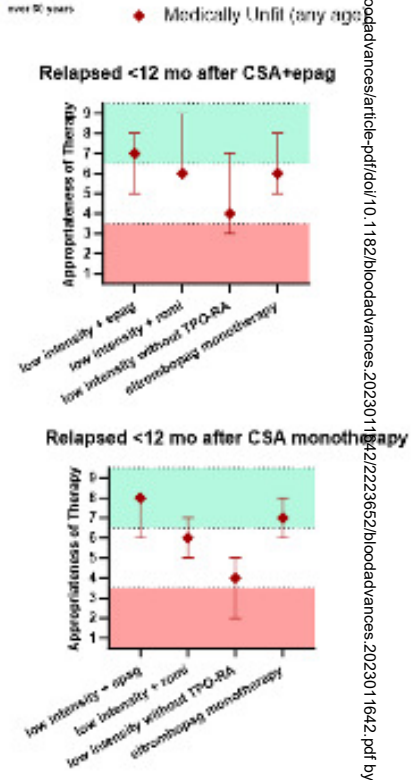 over 50 years
Medically Unfit (any age)
Relapsed <12 mo after CSA+epag
Appropriateness of Therapy
9
8
7
6
5
4
3
2
1
low intensity + epag
low intensity + romi
low intensity without TPO-RA
eltrombopag monotherapy
Relapsed <12 mo after CSA monotherapy
Appropriateness of Therapy
9
8
7
6
5
4
3
2
1
low intensity + epag
low intensity + romi
low intensity without TPO-RA
eltrombopag monotherapy
oodadvances/article-pdf/doi/10.1182/bloodadvances.2023011642/2223652/bloodadvances.2023011642.pdf by